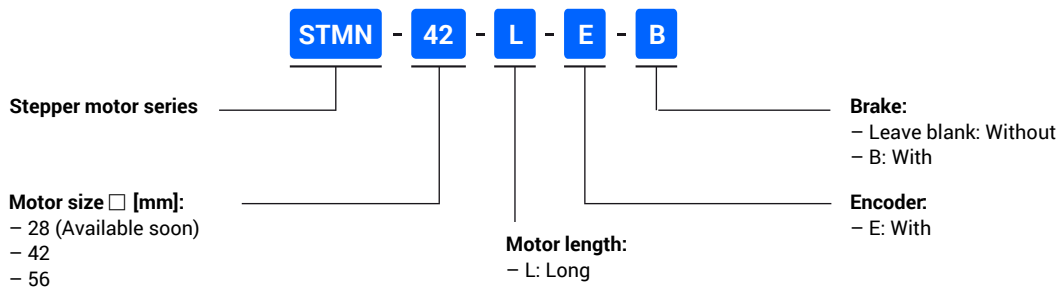 STMN - 42 - L - E - B
Stepper motor series
Brake:
– Leave blank: Without
– B: With
Motor size □ [mm]:
– 28 (Available soon)
– 42
– 56
Encoder:
– E: With
Motor length:
– L: Long